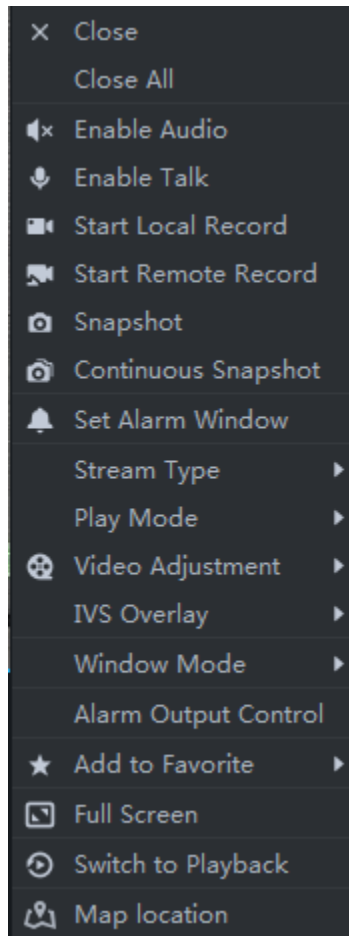 Close
Close All
Enable Audio
Enable Talk
Start Local Record
Start Remote Record
Snapshot
Continuous Snapshot
Set Alarm Window
Stream Type
Play Mode
Video Adjustment
IVS Overlay
Window Mode
Alarm Output Control
Add to Favorite
Full Screen
Switch to Playback
Map location